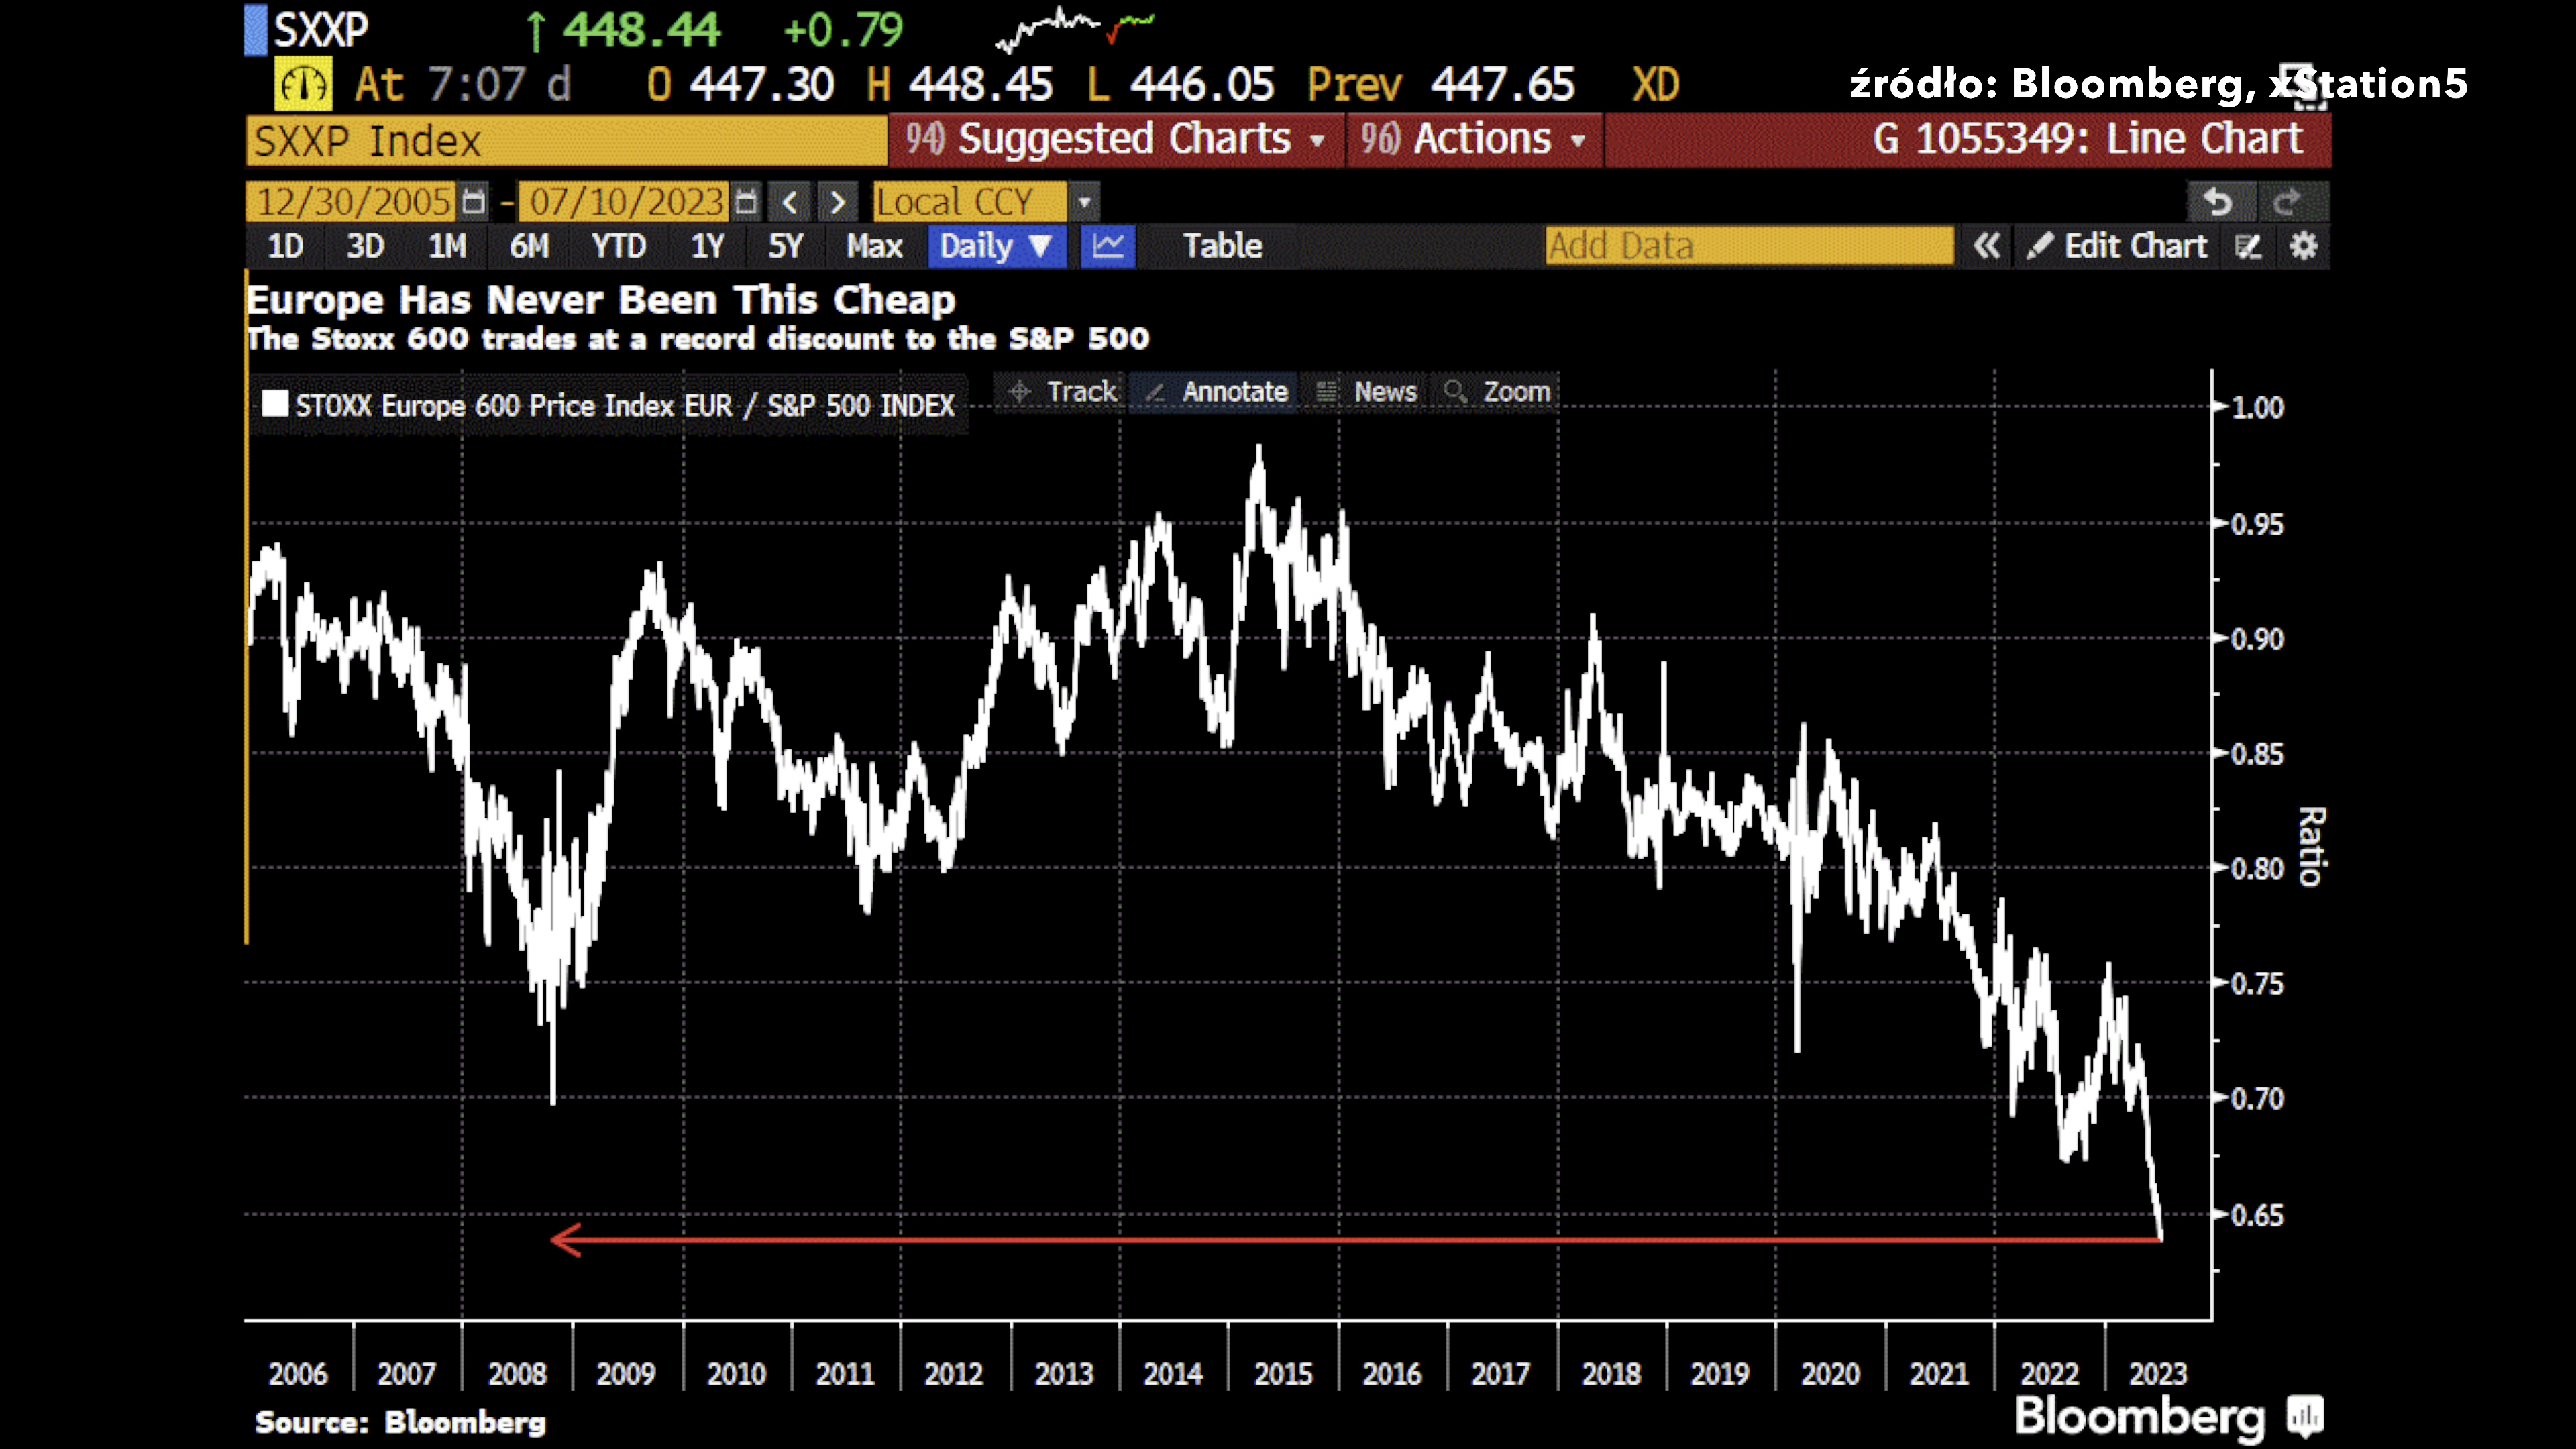 SXXP ↑ 448.44 +0.79
At 7:07 d O 447.30 H 448.45 L 446.05 Prev 447.65 XD
źródło: Bloomberg, xStation5
SXXP Index 94) Suggested Charts ▾ 96) Actions ▾ G 1055349: Line Chart
12/30/2005 - 07/10/2023 < > Local CCY ▾
1D 3D 1M 6M YTD 1Y 5Y Max Daily ▼ Table Add Data « Edit Chart
Europe Has Never Been This Cheap
The Stoxx 600 trades at a record discount to the S&P 500
STOXX Europe 600 Price Index EUR / S&P 500 INDEX
Track Annotate News Zoom
1.00
0.95
0.90
0.85
0.80
0.75
0.70
0.65
Ratio
2006 2007 2008 2009 2010 2011 2012 2013 2014 2015 2016 2017 2018 2019 2020 2021 2022 2023
Source: Bloomberg
Bloomberg